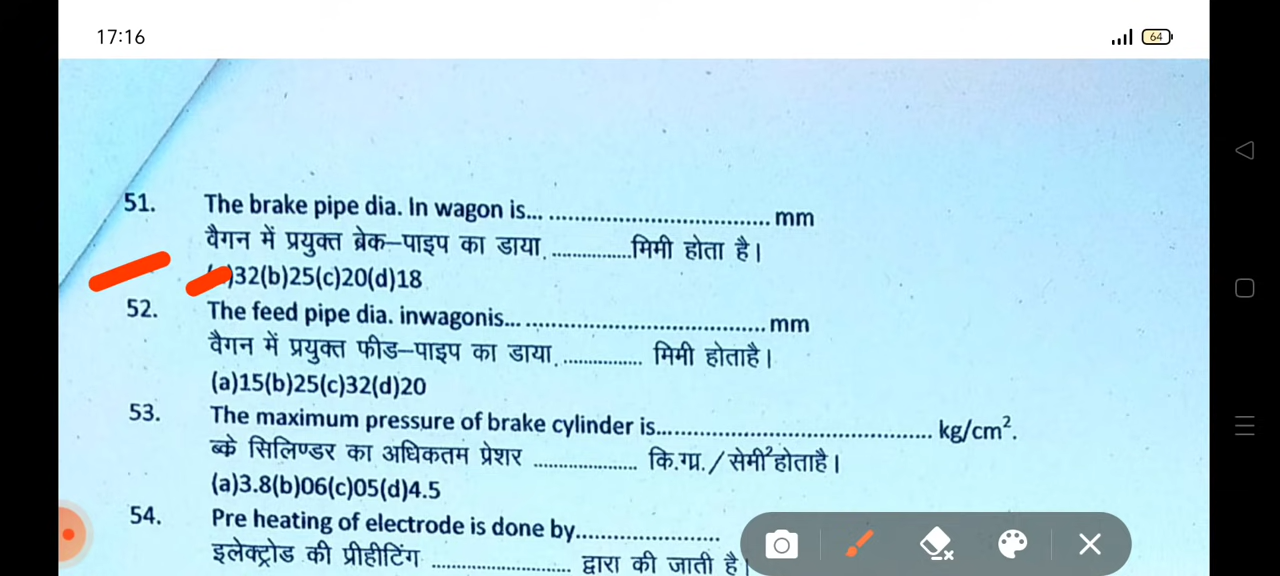 17:16
64
51. The brake pipe dia. In wagon is... ........................................ mm
वैगन में प्रयुक्त ब्रेक–पाइप का डाया. ...............मिमी होता है।
)32(b)25(c)20(d)18
52. The feed pipe dia. inwagonis... ........................................ mm
वैगन में प्रयुक्त फीड–पाइप का डाया. .............. मिमी होताहै।
(a)15(b)25(c)32(d)20
53. The maximum pressure of brake cylinder is............................................... kg/cm².
ब्के सिलिण्डर का अधिकतम प्रेशर .................... कि.ग्प्र./सेमी²होताहै।
(a)3.8(b)06(c)05(d)4.5
54. Pre heating of electrode is done by.........................
इलेक्ट्रोड की प्रीहीटिंग ........................... द्वारा की जाती है।